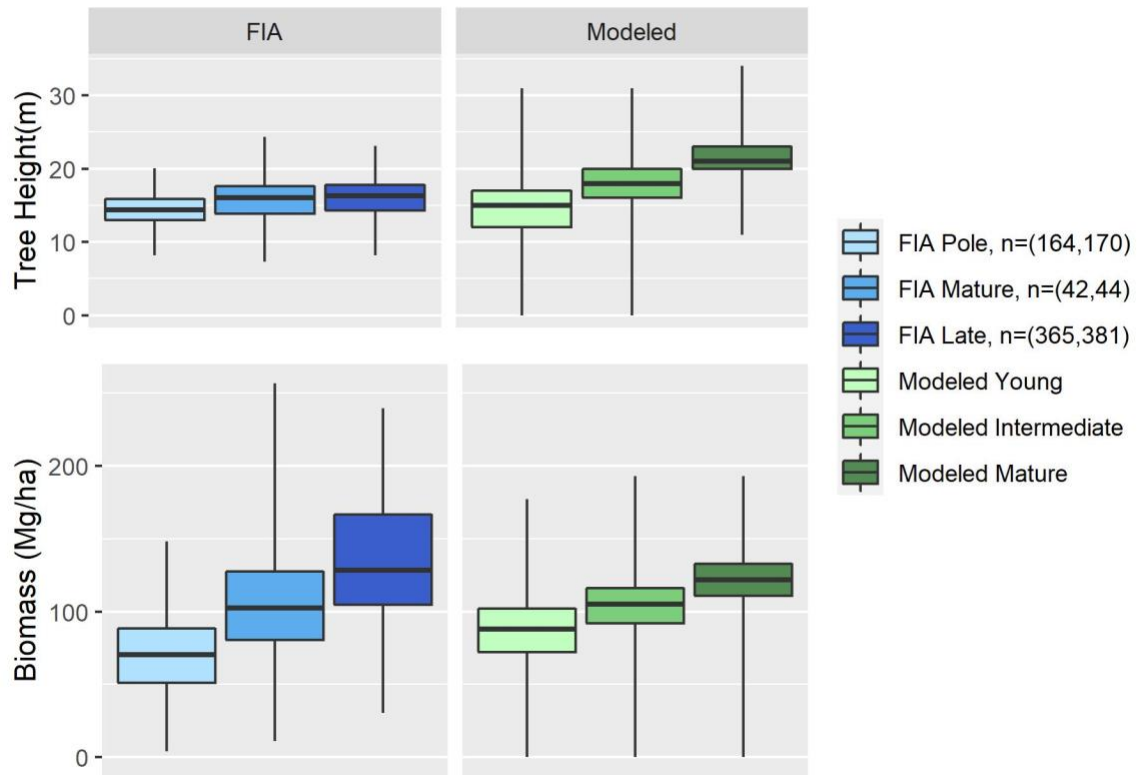 FIA
Modeled
Tree Height(m)
30
20
10
0
Biomass (Mg/ha)
200
100
0
FIA Pole, n=(164,170)
FIA Mature, n=(42,44)
FIA Late, n=(365,381)
Modeled Young
Modeled Intermediate
Modeled Mature